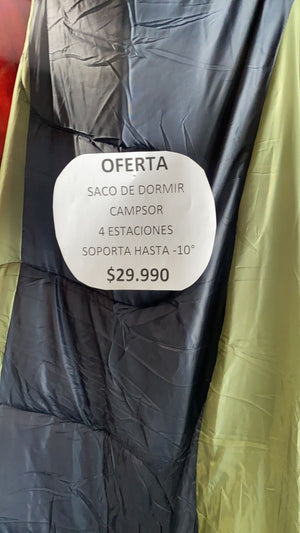 OFERTA
SACO DE DORMIR
CAMPSOR
4 ESTACIONES
SOPORTA HASTA -10°
$29.990